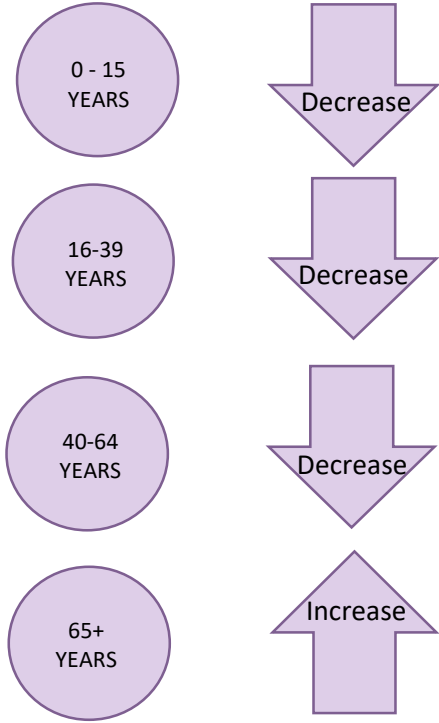 0 - 15
YEARS
Decrease
16-39
YEARS
Decrease
40-64
YEARS
Decrease
65+
YEARS
Increase